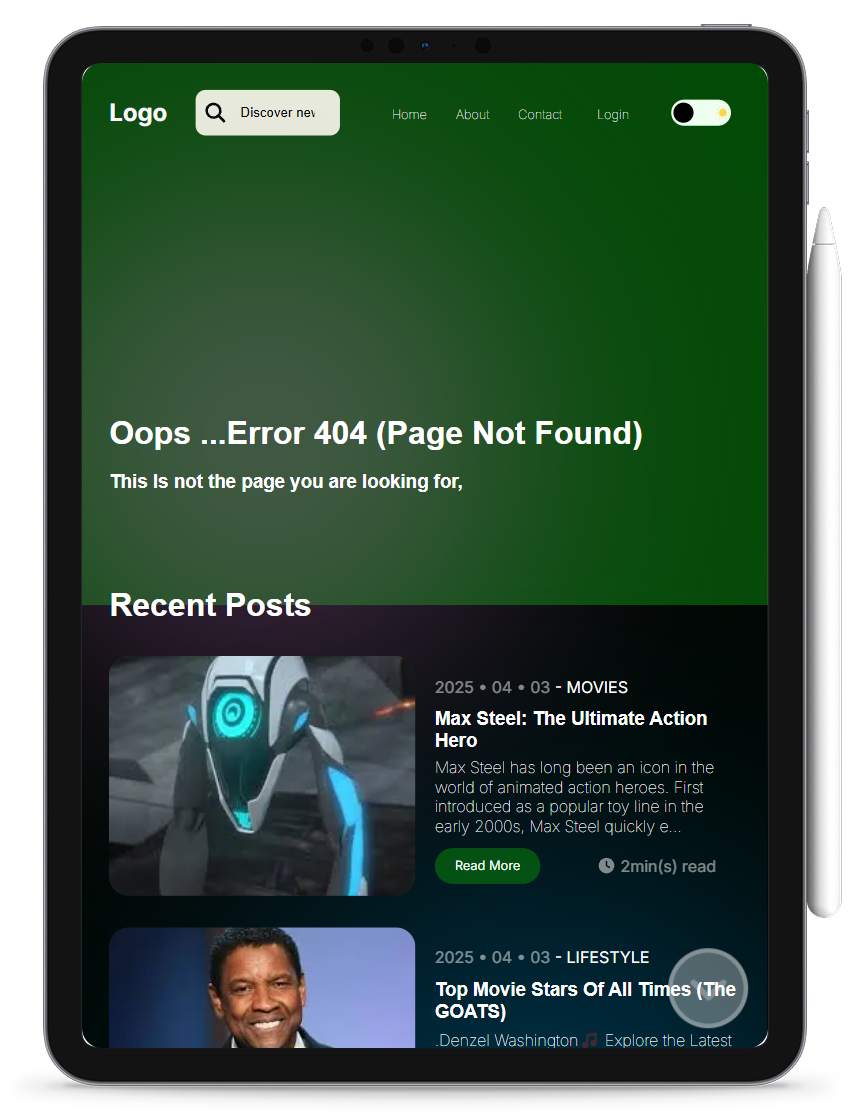 Logo
Discover nev
Home
About
Contact
Login
Oops ...Error 404 (Page Not Found)
This Is not the page you are looking for,
Recent Posts
2025 • 04 • 03 - MOVIES
Max Steel: The Ultimate Action
Hero
Max Steel has long been an icon in the
world of animated action heroes. First
introduced as a popular toy line in the
early 2000s, Max Steel quickly e...
Read More
2min(s) read
2025 • 04 • 03 - LIFESTYLE
Top Movie Stars Of All Times (The
GOATS)
.Denzel Washington 🎵 Explore the Latest